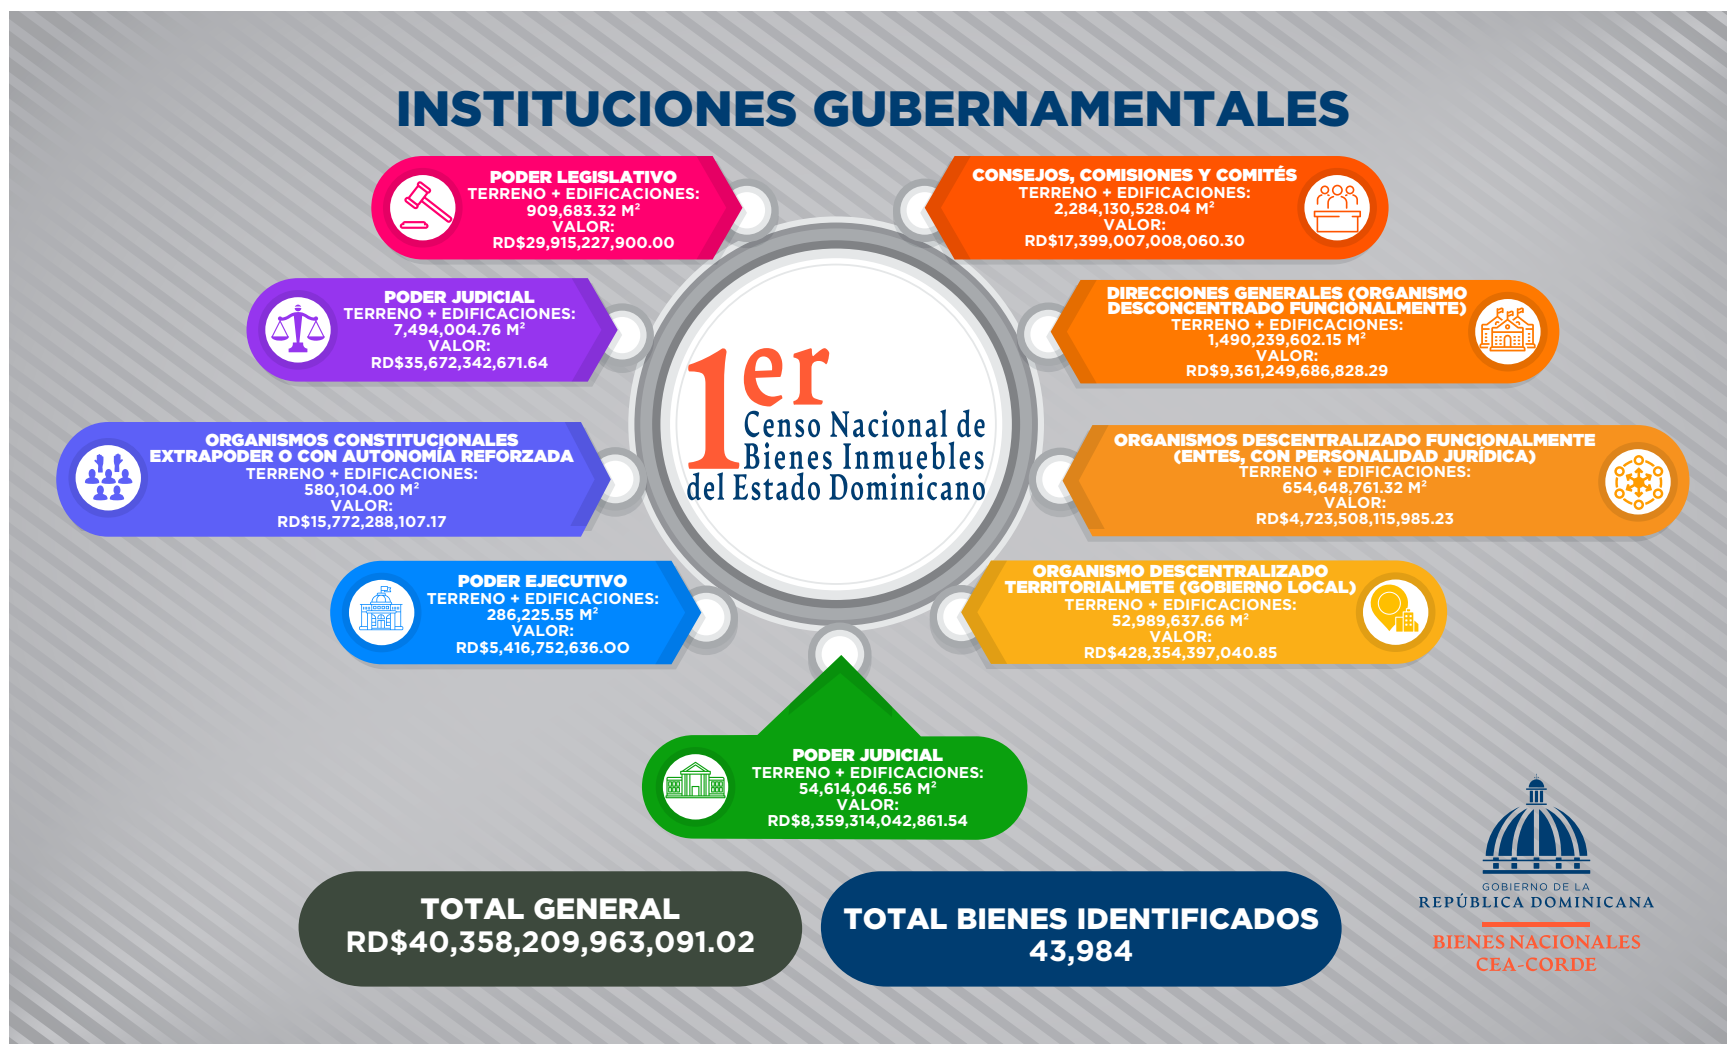 INSTITUCIONES GUBERNAMENTALES
PODER LEGISLATIVO
TERRENO + EDIFICACIONES:
909,683.32 M²
VALOR:
RD$29,915,227,900.00
CONSEJOS, COMISIONES Y COMITÉS
TERRENO + EDIFICACIONES:
2,284,130,528.04 M²
VALOR:
RD$17,399,007,008,060.30
PODER JUDICIAL
TERRENO + EDIFICACIONES:
7,494,004.76 M²
VALOR:
RD$35,672,342,671.64
DIRECCIONES GENERALES (ORGANISMO
DESCONCENTRADO FUNCIONALMENTE)
TERRENO + EDIFICACIONES:
1,490,239,602.15 M²
VALOR:
RD$9,361,249,686,828.29
1er
Censo Nacional de
Bienes Inmuebles
del Estado Dominicano
ORGANISMOS CONSTITUCIONALES
EXTRAPODER O CON AUTONOMÍA REFORZADA
TERRENO + EDIFICACIONES:
580,104.00 M²
VALOR:
RD$15,772,288,107.17
ORGANISMOS DESCENTRALIZADO FUNCIONALMENTE
(ENTES, CON PERSONALIDAD JURÍDICA)
TERRENO + EDIFICACIONES:
654,648,761.32 M²
VALOR:
RD$4,723,508,115,985.23
PODER EJECUTIVO
TERRENO + EDIFICACIONES:
286,225.55 M²
VALOR:
RD$5,416,752,636.OO
ORGANISMO DESCENTRALIZADO
TERRITORIALMETE (GOBIERNO LOCAL)
TERRENO + EDIFICACIONES:
52,989,637.66 M²
VALOR:
RD$428,354,397,040.85
PODER JUDICIAL
TERRENO + EDIFICACIONES:
54,614,046.56 M²
VALOR:
RD$8,359,314,042,861.54
TOTAL GENERAL
RD$40,358,209,963,091.02
TOTAL BIENES IDENTIFICADOS
43,984
GOBIERNO DE LA
REPÚBLICA DOMINICANA
BIENES NACIONALES
CEA-CORDE